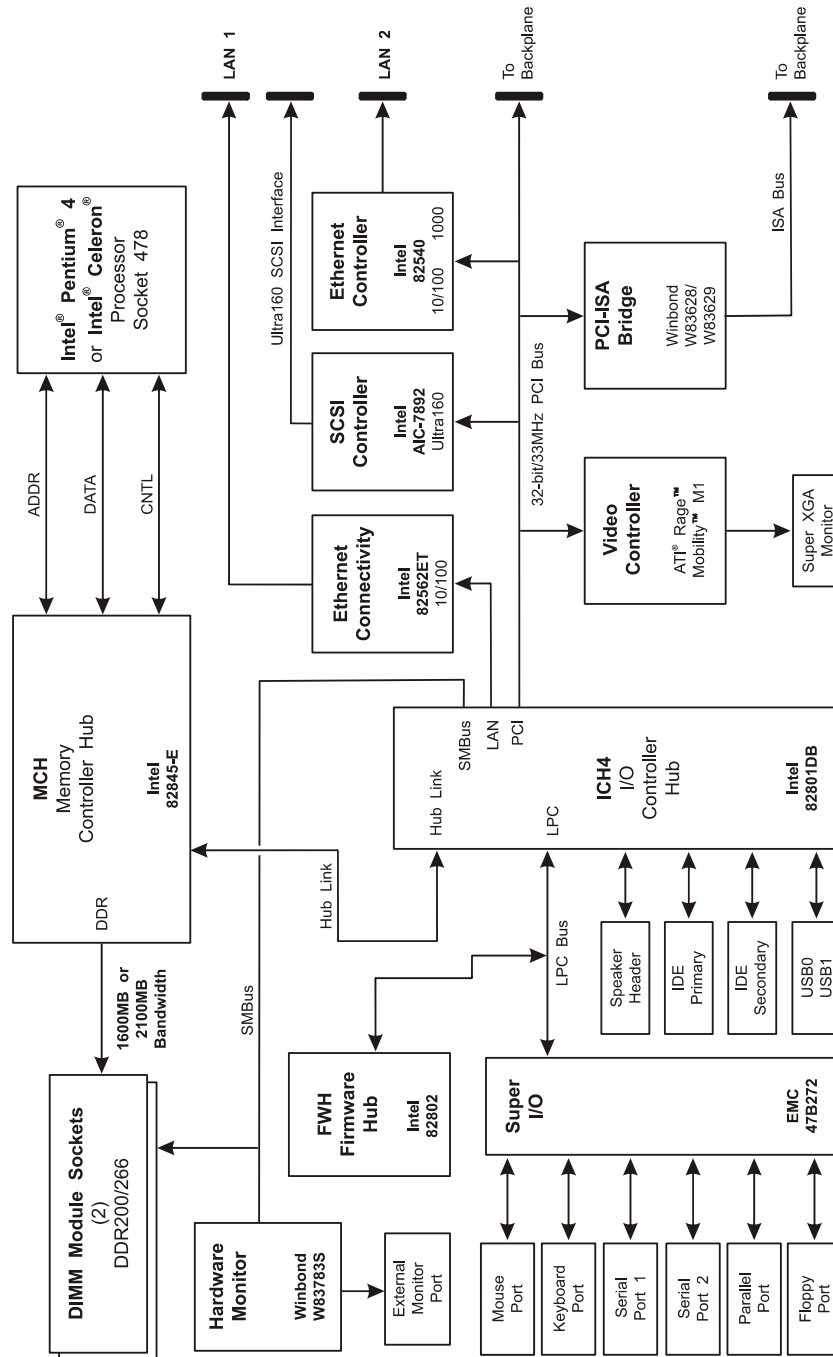 DIMM Module Sockets
(2)
DDR200/266
1600MB or
2100MB
Bandwidth
DDR
MCH
Memory
Controller Hub
Intel
82845-E
ADDR
DATA
CNTL
Intel® Pentium® 4
or Intel® Celeron®
Processor
Socket 478
Hardware
Monitor
Winbond
W83783S
External
Monitor
Port
SMBus
Hub Link
FWH
Firmware
Hub
Intel
82802
LPC Bus
Hub Link
SMBus
LAN
PCI
LPC
ICH4
I/O
Controller
Hub
Intel
82801DB
Ethernet
Connectivity
Intel
82562ET
10/100
SCSI
Controller
Intel
AIC-7892
Ultra160
Ethernet
Controller
Intel
82540
10/100 1000
Ultra160 SCSI Interface
LAN 1
LAN 2
32-bit/33MHz PCI Bus
To
Backplane
Video
Controller
ATI® Rage™
Mobility™ M1
Super XGA
Monitor
PCI-ISA
Bridge
Winbond
W83628/
W83629
ISA Bus
To
Backplane
Super
I/O
EMC
47B272
Mouse
Port
Keyboard
Port
Serial
Port 1
Serial
Port 2
Parallel
Port
Floppy
Port
Speaker
Header
IDE
Primary
IDE
Secondary
USB0
USB1